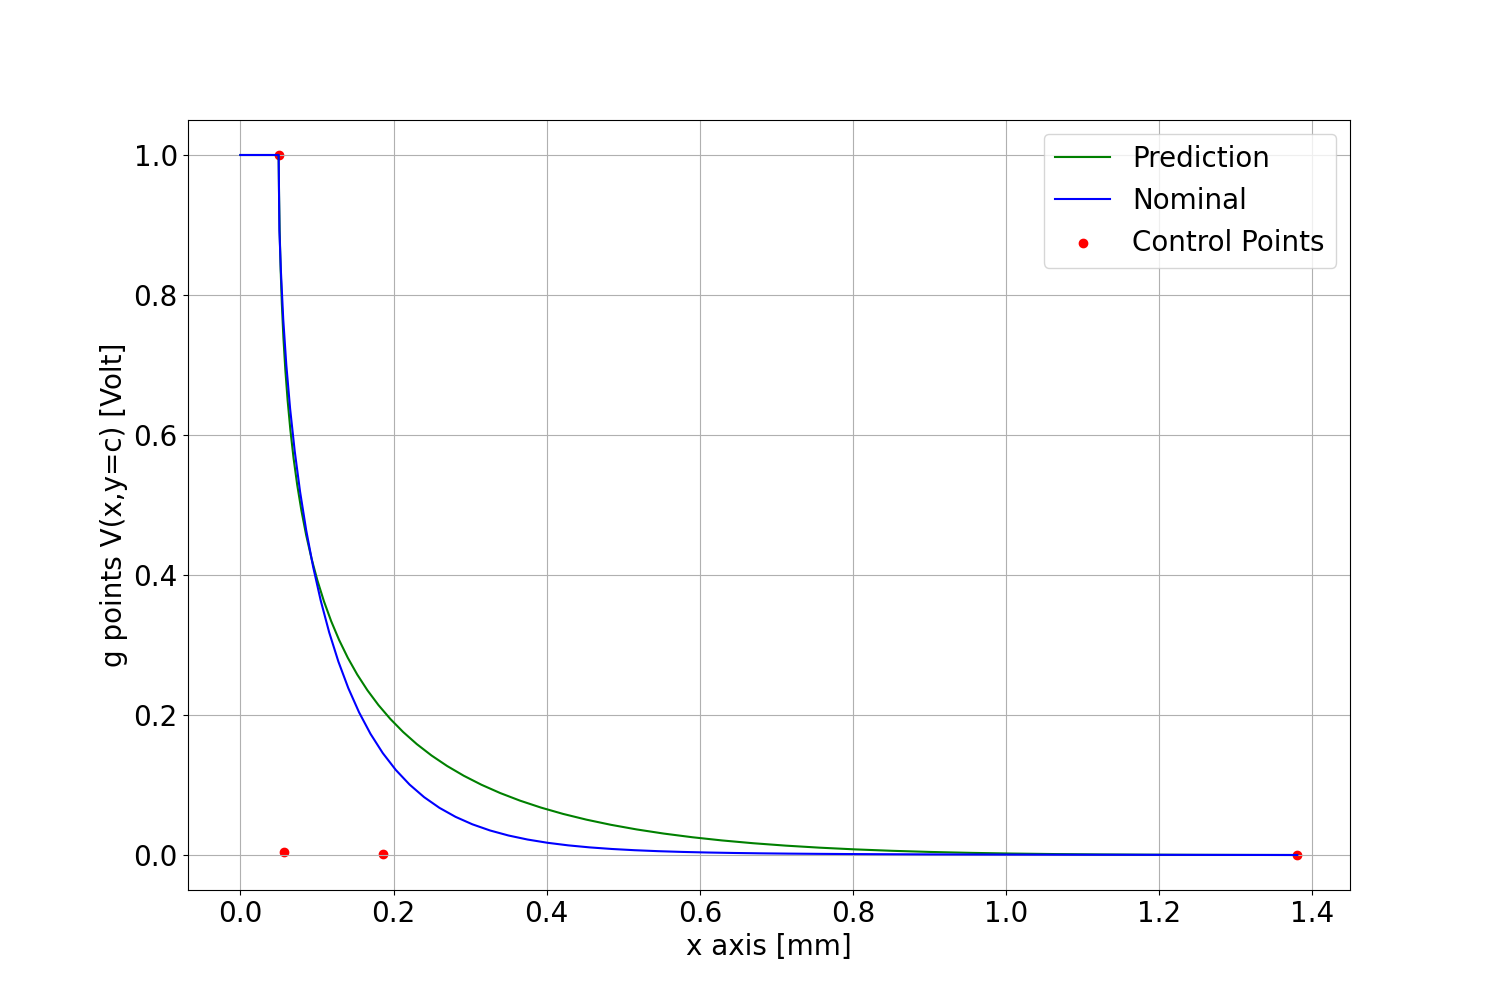 Prediction
Nominal
Control Points
g points V(x,y=c) [Volt]
1.0
0.8
0.6
0.4
0.2
0.0
0.0 0.2 0.4 0.6 0.8 1.0 1.2 1.4
x axis [mm]